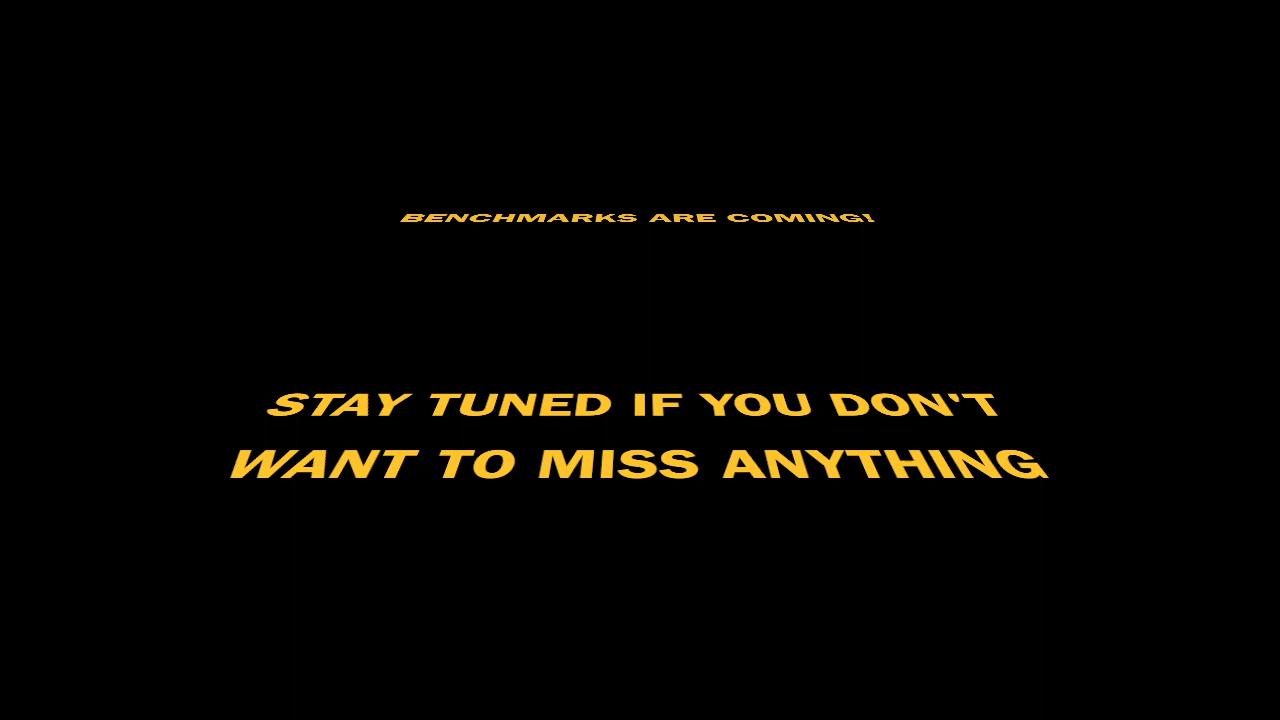 BENCHMARKS ARE COMING!
STAY TUNED IF YOU DON'T
WANT TO MISS ANYTHING